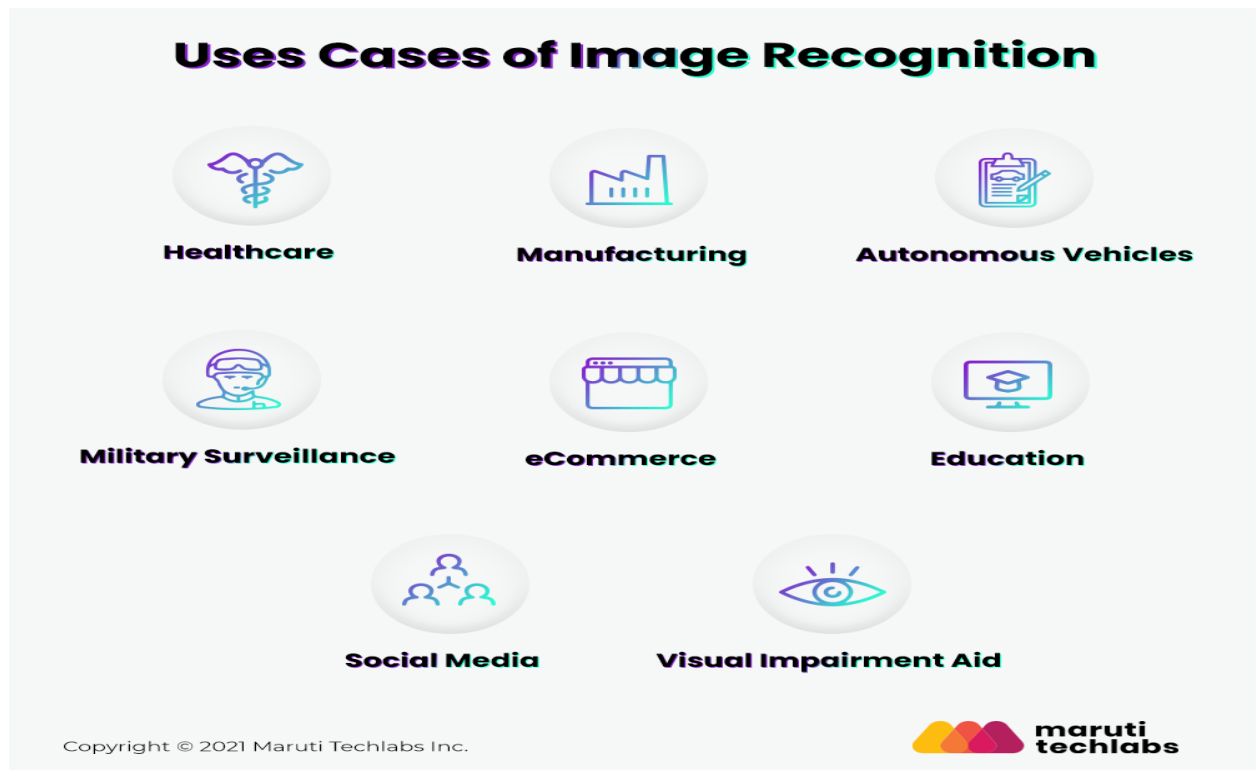 Uses Cases of Image Recognition
Healthcare
Manufacturing
Autonomous Vehicles
Military Surveillance
eCommerce
Education
Social Media
Visual Impairment Aid
Copyright © 2021 Maruti Techlabs Inc.
maruti
techlabs